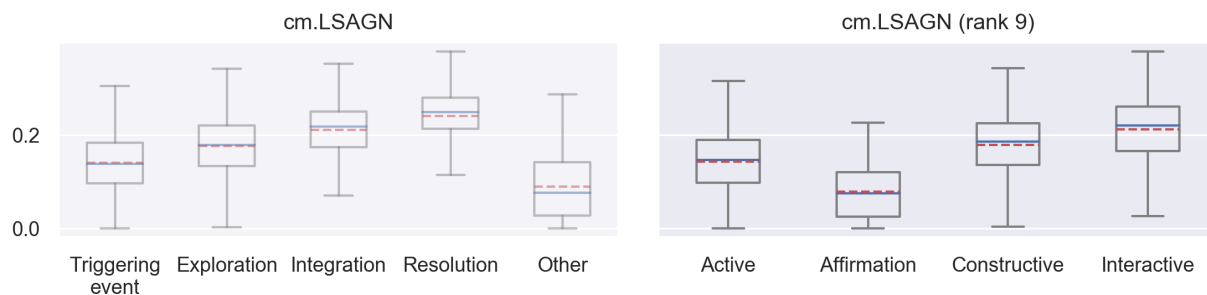 cm.LSAGN
cm.LSAGN (rank 9)
0.2
0.0
Triggering
event
Exploration
Integration
Resolution
Other
Active
Affirmation
Constructive
Interactive